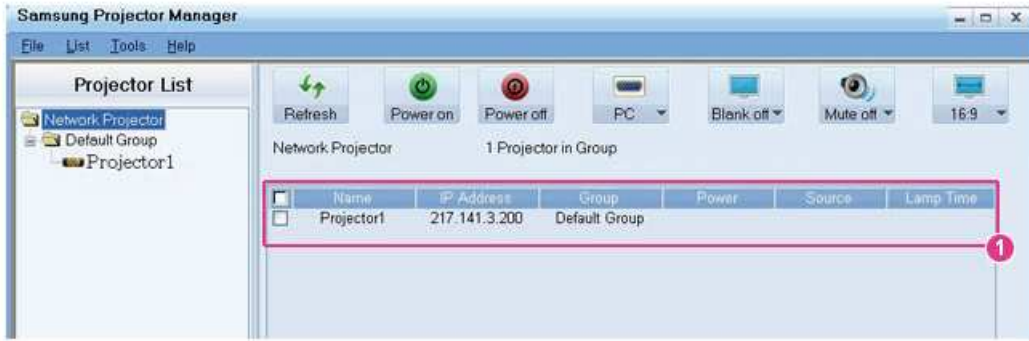 Samsung Projector Manager
File List Tools Help
Projector List
Network Projector
Default Group
Projector1
Refresh Power on Power off PC Blank off Mute off 16:9
Network Projector 1 Projector in Group
Name IP Address Group Power Source Lamp Time
Projector1 217.141.3.200 Default Group
1